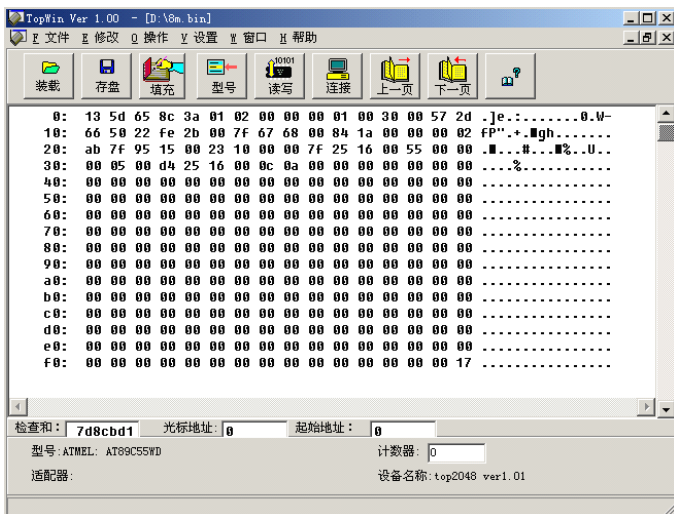 TopWin Ver 1.00 - [D:\8m.bin]
F 文件 E 修改 O 操作 V 设置 W 窗口 H 帮助
10101
装载 存盘 填充 型号 读写 连接 上一页 下一页
0: 13 5d 65 8c 3a 01 02 00 00 00 01 00 30 00 57 2d .]e.:.......0.W-
10: 66 50 22 fe 2b 00 7f 67 68 00 84 1a 00 00 00 02 fP".+.■gh.......
20: ab 7f 95 15 00 23 10 00 00 7f 25 16 00 55 00 00 .■...#...■%..U..
30: 00 05 00 d4 25 16 00 0c 0a 00 00 00 00 00 00 00 ....%...........
40: 00 00 00 00 00 00 00 00 00 00 00 00 00 00 00 00 ................
50: 00 00 00 00 00 00 00 00 00 00 00 00 00 00 00 00 ................
60: 00 00 00 00 00 00 00 00 00 00 00 00 00 00 00 00 ................
70: 00 00 00 00 00 00 00 00 00 00 00 00 00 00 00 00 ................
80: 00 00 00 00 00 00 00 00 00 00 00 00 00 00 00 00 ................
90: 00 00 00 00 00 00 00 00 00 00 00 00 00 00 00 00 ................
a0: 00 00 00 00 00 00 00 00 00 00 00 00 00 00 00 00 ................
b0: 00 00 00 00 00 00 00 00 00 00 00 00 00 00 00 00 ................
c0: 00 00 00 00 00 00 00 00 00 00 00 00 00 00 00 00 ................
d0: 00 00 00 00 00 00 00 00 00 00 00 00 00 00 00 00 ................
e0: 00 00 00 00 00 00 00 00 00 00 00 00 00 00 00 00 ................
f0: 00 00 00 00 00 00 00 00 00 00 00 00 00 00 00 17 ................
检查和: 7d8cbd1 光标地址: 0 起始地址: 0
型号:ATMEL: AT89C55WD 计数器: 0
适配器: 设备名称:top2048 ver1.01